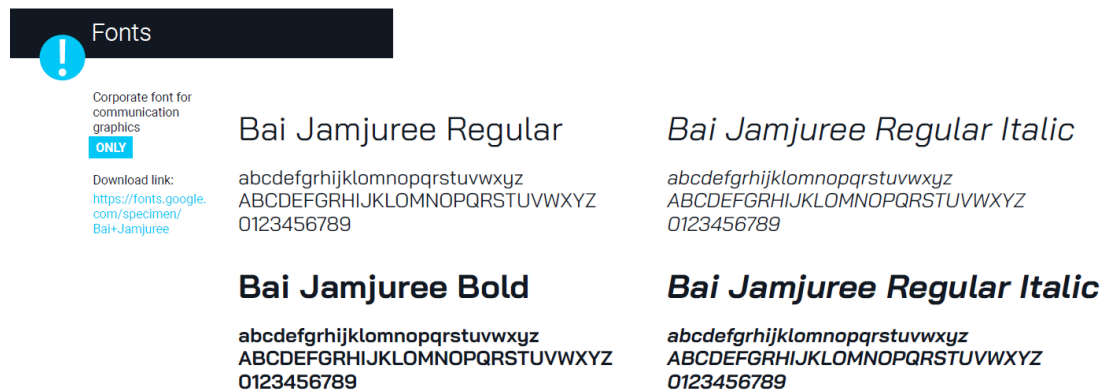 Fonts
Corporate font for
communication
graphics
ONLY
Download link:
https://fonts.google.
com/specimen/
Bai+Jamjuree
Bai Jamjuree Regular
abcdefgrhijklomnopqrstuvwxyz
ABCDEFGRHIJKLOMNOPQRSTUVWXYZ
0123456789
Bai Jamjuree Regular Italic
abcdefgrhijklomnopqrstuvwxyz
ABCDEFGRHIJKLOMNOPQRSTUVWXYZ
0123456789
Bai Jamjuree Bold
abcdefgrhijklomnopqrstuvwxyz
ABCDEFGRHIJKLOMNOPQRSTUVWXYZ
0123456789
Bai Jamjuree Regular Italic
abcdefgrhijklomnopqrstuvwxyz
ABCDEFGRHIJKLOMNOPQRSTUVWXYZ
0123456789